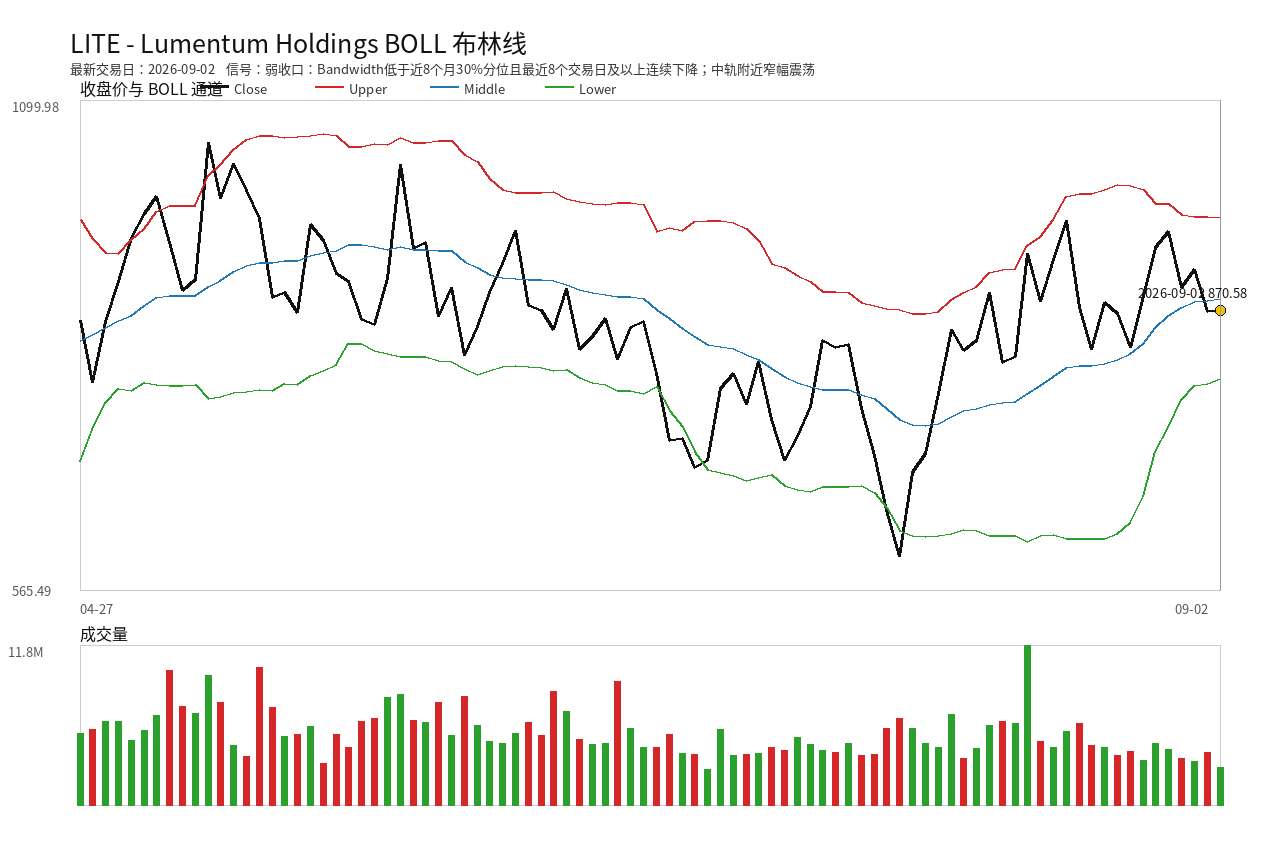 LITE - Lumentum Holdings BOLL 布林线
最新交易日：2026-09-02 信号：弱收口：Bandwidth低于近8个月30%分位且最近8个交易日及以上连续下降；中轨附近窄幅震荡
收盘价与 BOLL 通道 Close Upper Middle Lower
1099.98
2026-09-02 870.58
565.49
04-27 09-02
成交量
11.8M